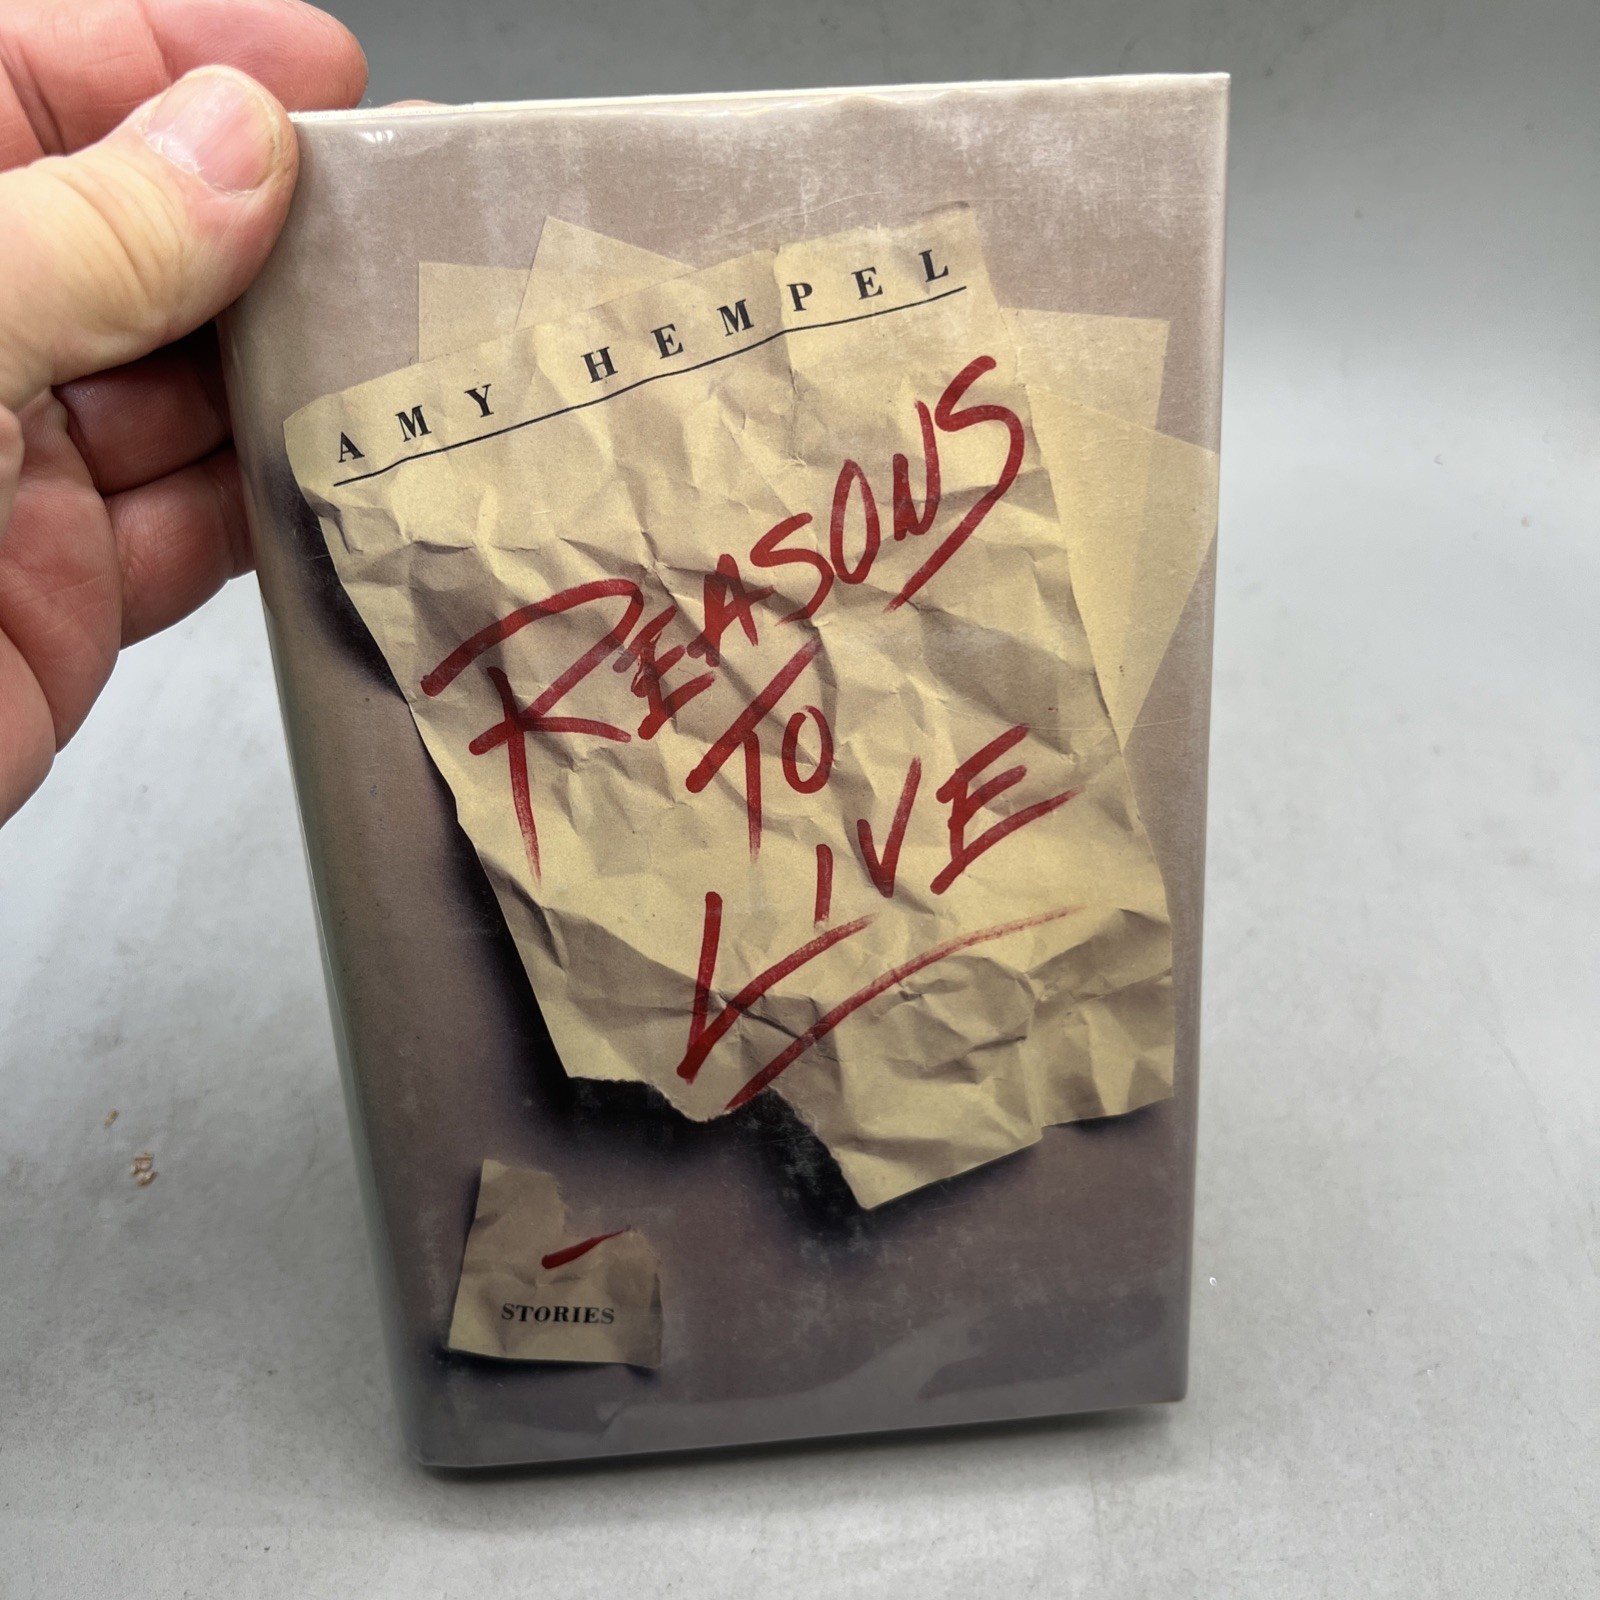 AMY HEMPEL
REASONS
TO
LIVE
STORIES